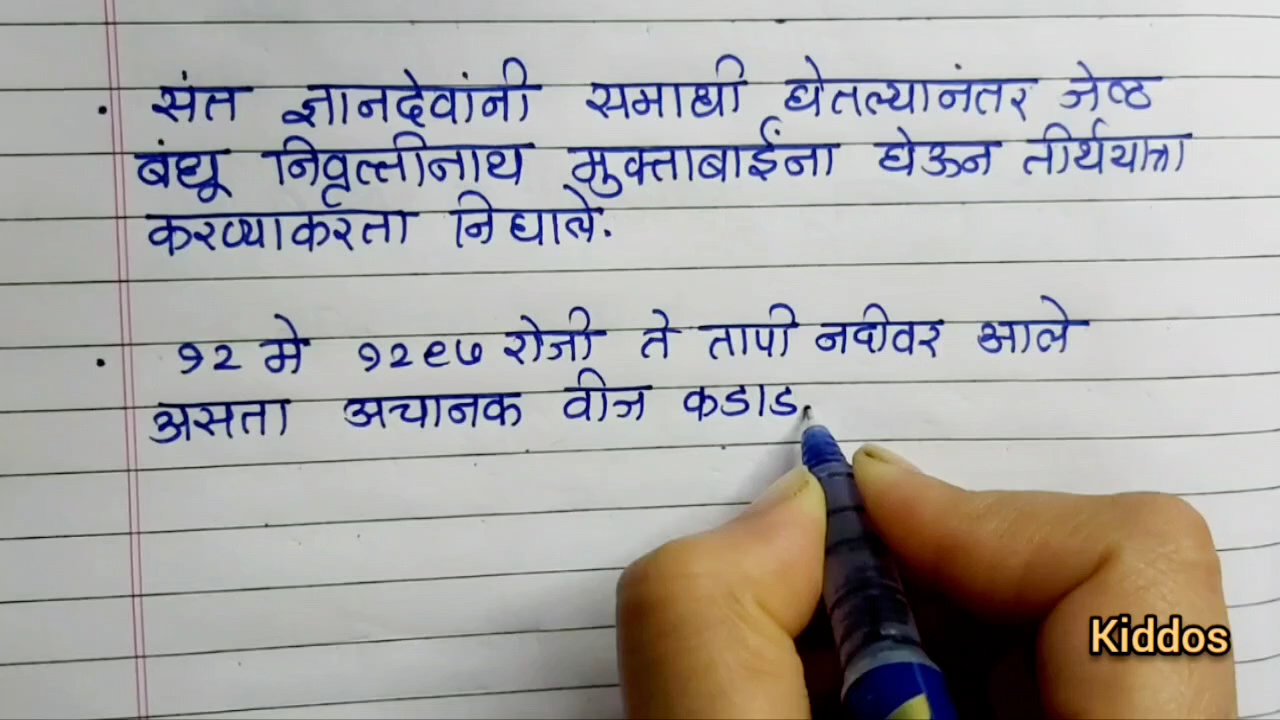 · संत ज्ञानदेवांनी समाधी घेतल्यानंतर जेष्ठ
बंधू निवृत्तीनाथ मुक्ताबाईंना घेऊन तीर्थयात्रा
करण्याकरता निघाले.
· १२ मे १२९७ रोजी ते तापी नदीवर आले
असता अचानक वीज कडाड
Kiddos